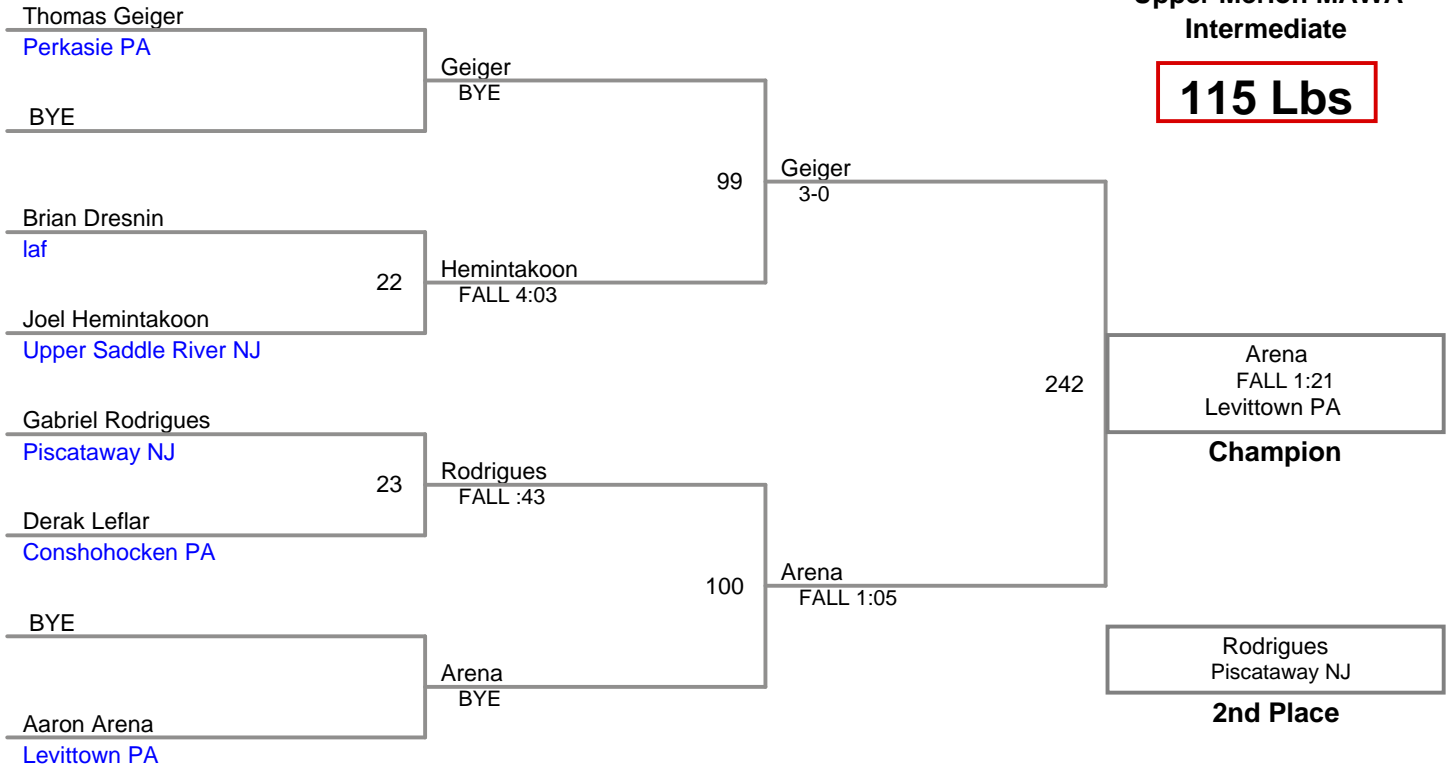 Intermediate
115 Lbs
Thomas Geiger
Perkasie PA
BYE
Geiger
BYE
Brian Dresnin
laf
22
Joel Hemintakoon
Upper Saddle River NJ
Hemintakoon
FALL 4:03
99
Geiger
3-0
Gabriel Rodrigues
Piscataway NJ
23
Derak Leflar
Conshohocken PA
Rodrigues
FALL :43
BYE
Aaron Arena
Levittown PA
Arena
BYE
100
Arena
FALL 1:05
242
Arena
FALL 1:21
Levittown PA
Champion
Rodrigues
Piscataway NJ
2nd Place